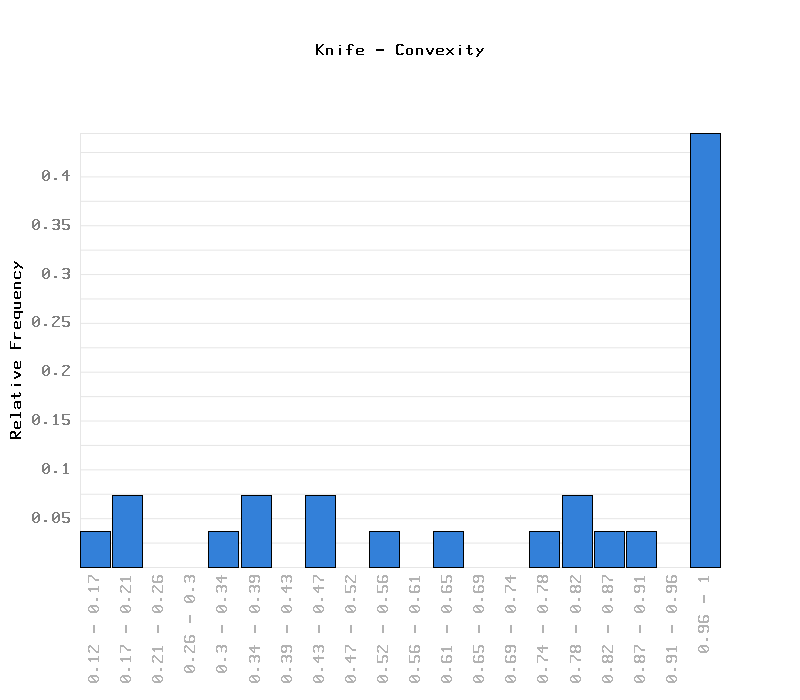 Knife - Convexity
Relative Frequency
0.4
0.35
0.3
0.25
0.2
0.15
0.1
0.05
0.12 - 0.17
0.17 - 0.21
0.21 - 0.26
0.26 - 0.3
0.3 - 0.34
0.34 - 0.39
0.39 - 0.43
0.43 - 0.47
0.47 - 0.52
0.52 - 0.56
0.56 - 0.61
0.61 - 0.65
0.65 - 0.69
0.69 - 0.74
0.74 - 0.78
0.78 - 0.82
0.82 - 0.87
0.87 - 0.91
0.91 - 0.96
0.96 - 1